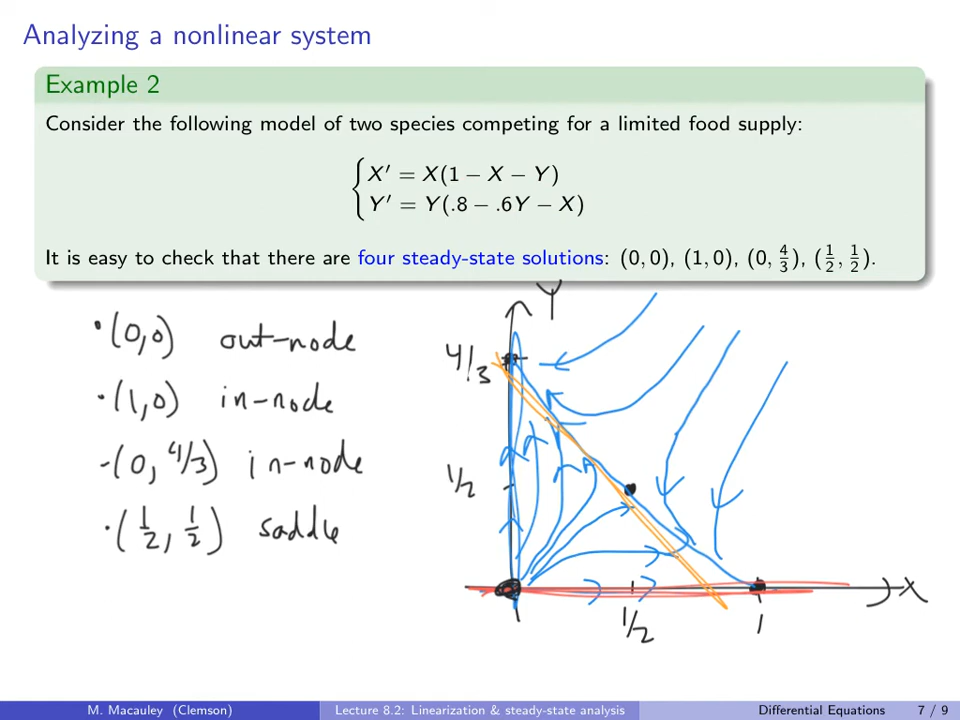 Analyzing a nonlinear system
Example 2
Consider the following model of two species competing for a limited food supply:
X′ = X(1 − X − Y)
Y′ = Y(.8 − .6Y − X)
It is easy to check that there are four steady-state solutions: (0, 0), (1, 0), (0, 4/3), (1/2, 1/2).
•(0,0) out-node
•(1,0) in-node
•(0, 4/3) in-node
•(1/2, 1/2) saddle
Y
4/3
1/2
X
1/2
1
M. Macauley (Clemson)
Lecture 8.2: Linearization & steady-state analysis
Differential Equations
7 / 9